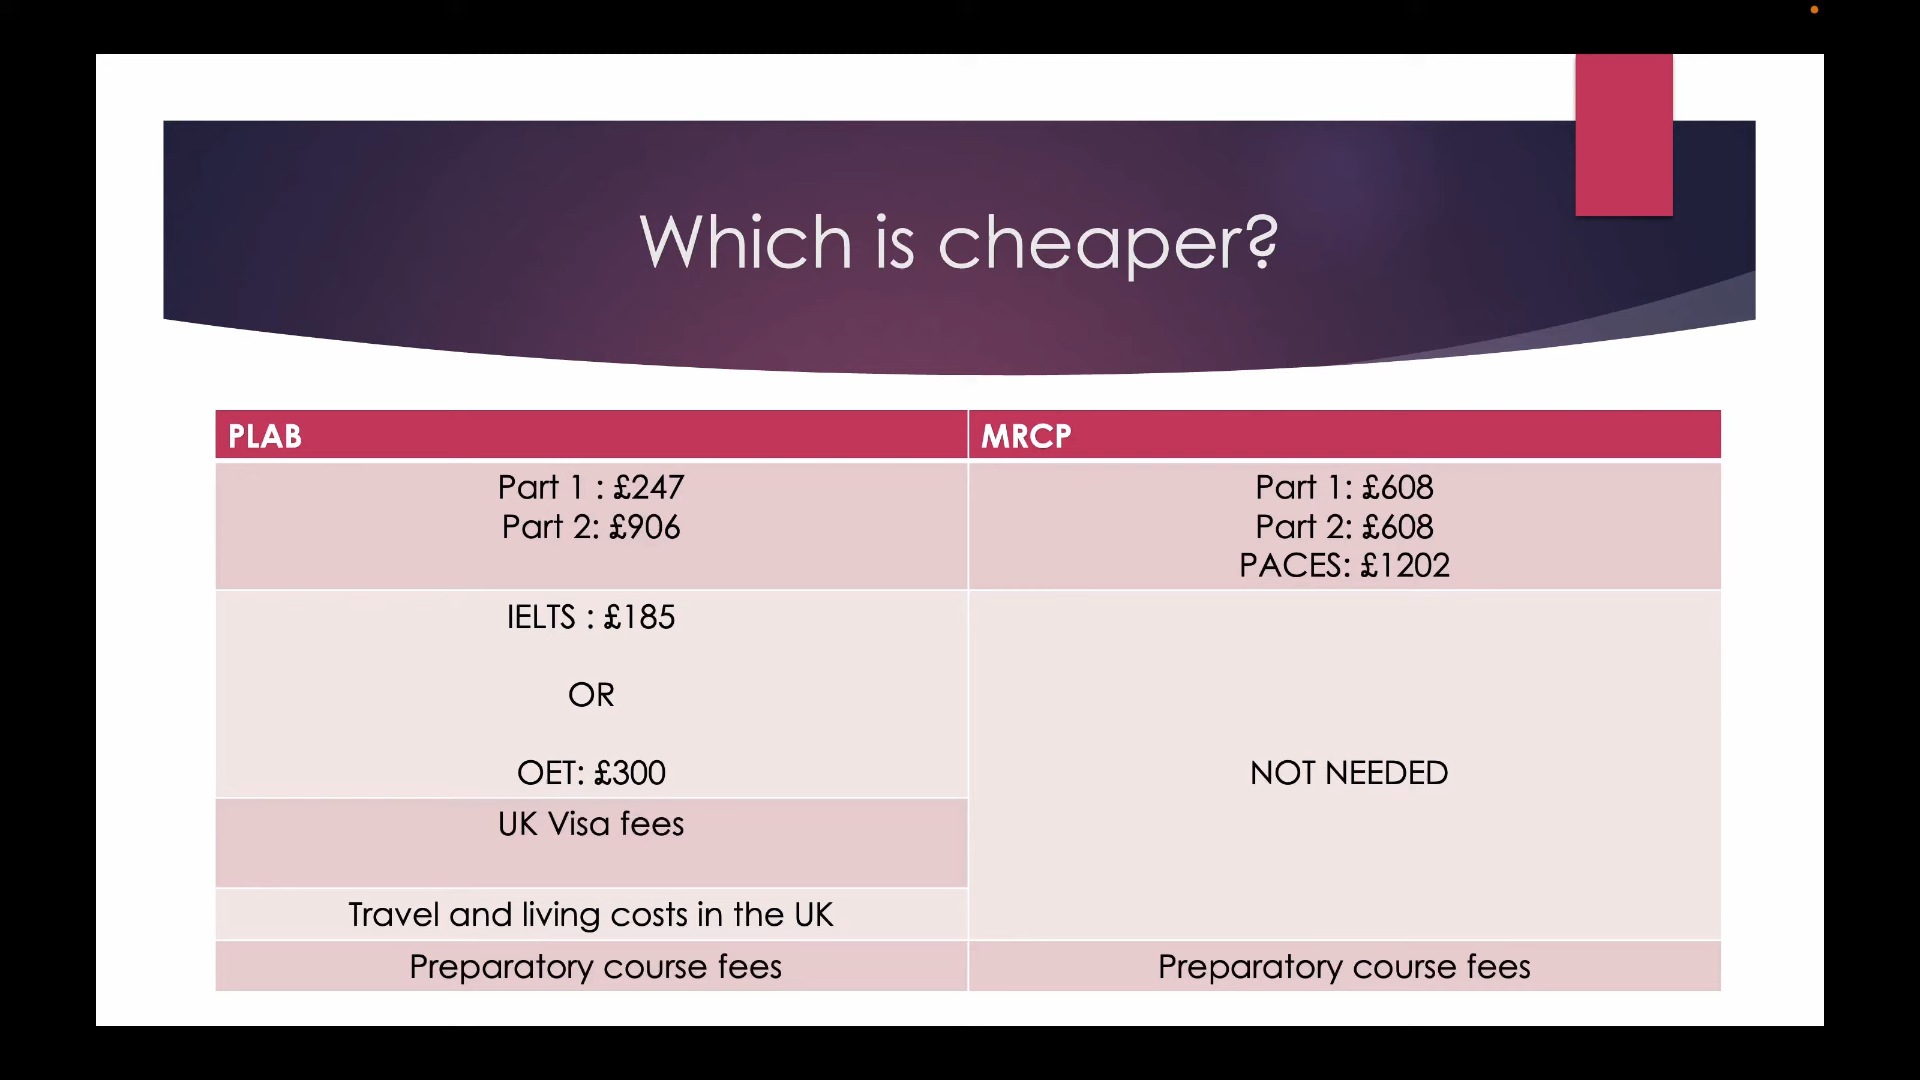 Which is cheaper?
PLAB
MRCP
Part 1 : £247
Part 2: £906
Part 1: £608
Part 2: £608
PACES: £1202
IELTS : £185
OR
OET: £300
NOT NEEDED
UK Visa fees
Travel and living costs in the UK
Preparatory course fees
Preparatory course fees